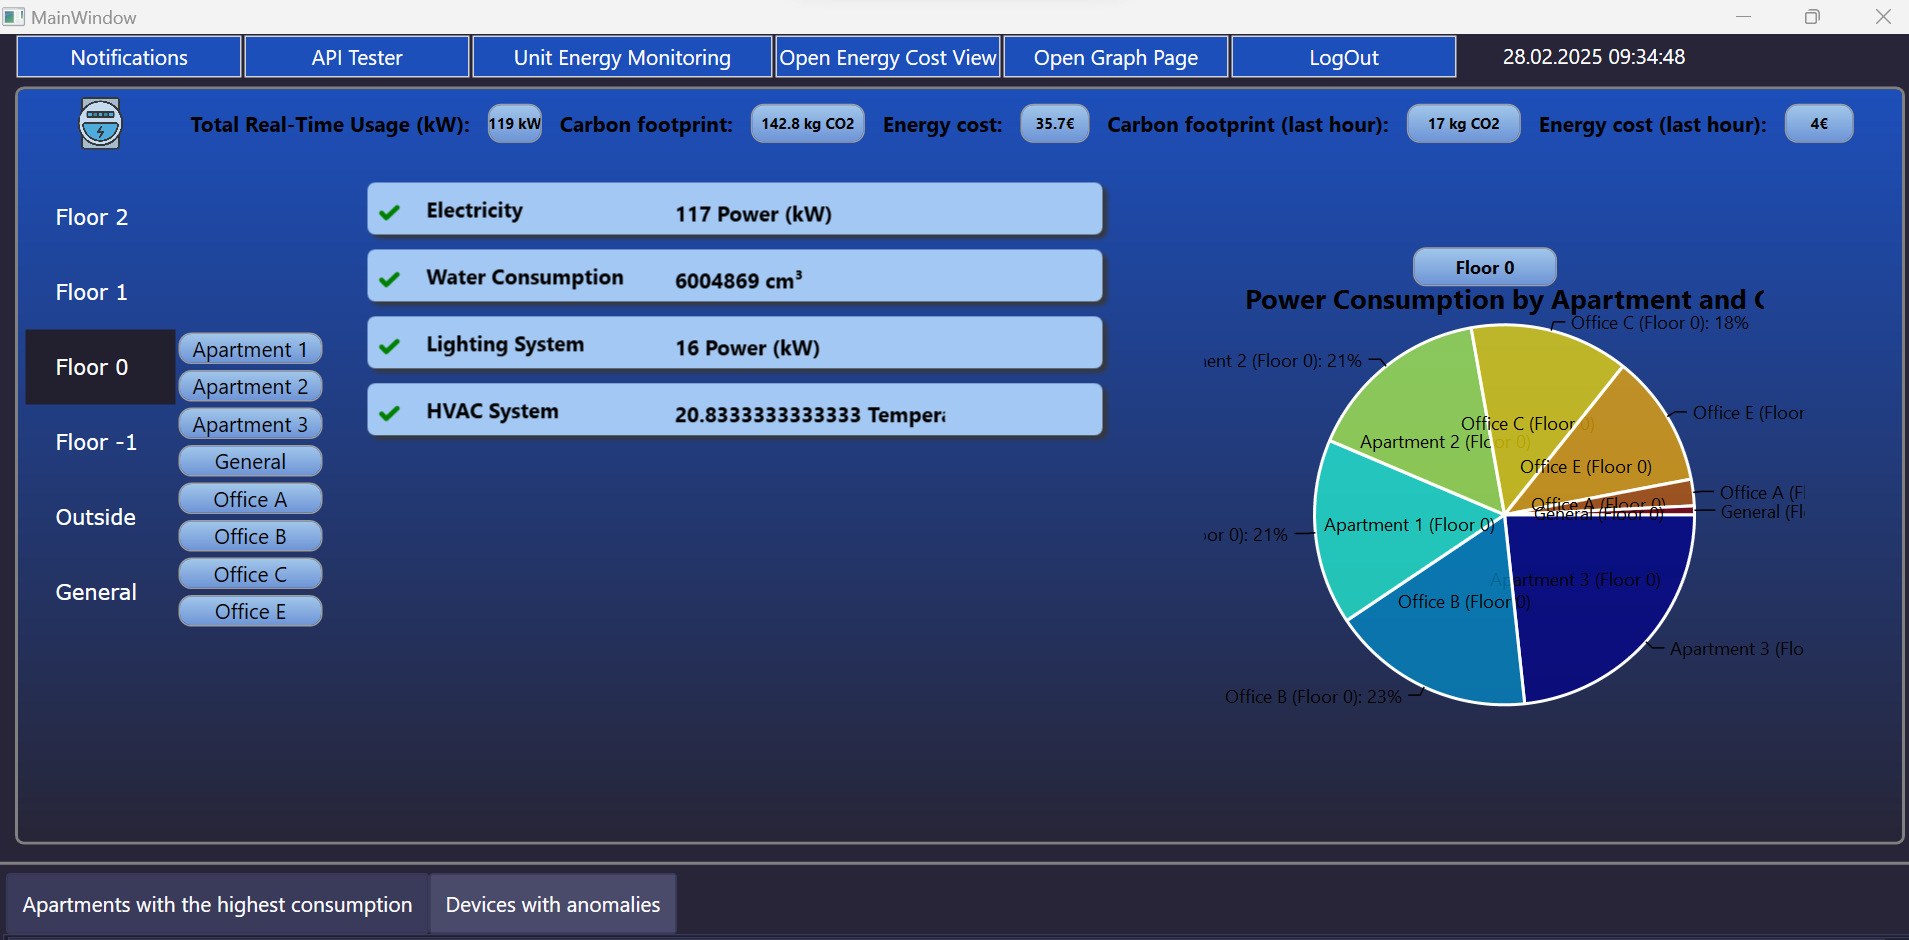 MainWindow
Notifications
API Tester
Unit Energy Monitoring
Open Energy Cost View
Open Graph Page
LogOut
28.02.2025 09:34:48
Total Real-Time Usage (kW): 119 kW
Carbon footprint: 142.8 kg CO2
Energy cost: 35.7€
Carbon footprint (last hour): 17 kg CO2
Energy cost (last hour): 4€
Floor 2
Floor 1
Floor 0
Floor -1
Outside
General
Apartment 1
Apartment 2
Apartment 3
General
Office A
Office B
Office C
Office E
Electricity 117 Power (kW)
Water Consumption 6004869 cm³
Lighting System 16 Power (kW)
HVAC System 20.8333333333333 Tempera
Floor 0
Power Consumption by Apartment and
Office C (Floor 0): 18%
ent 2 (Floor 0): 21%
Office E (Floor
Office C (Floor 0)
Apartment 2 (Floor 0)
Office E (Floor 0)
Office A (Fl
Office A (Floor 0)
General (Fl
General (Floor 0)
Apartment 1 (Floor 0)
or 0): 21%
Apartment 3 (Floor 0)
Office B (Floor 0)
Apartment 3 (Flo
Office B (Floor 0): 23%
Apartments with the highest consumption
Devices with anomalies